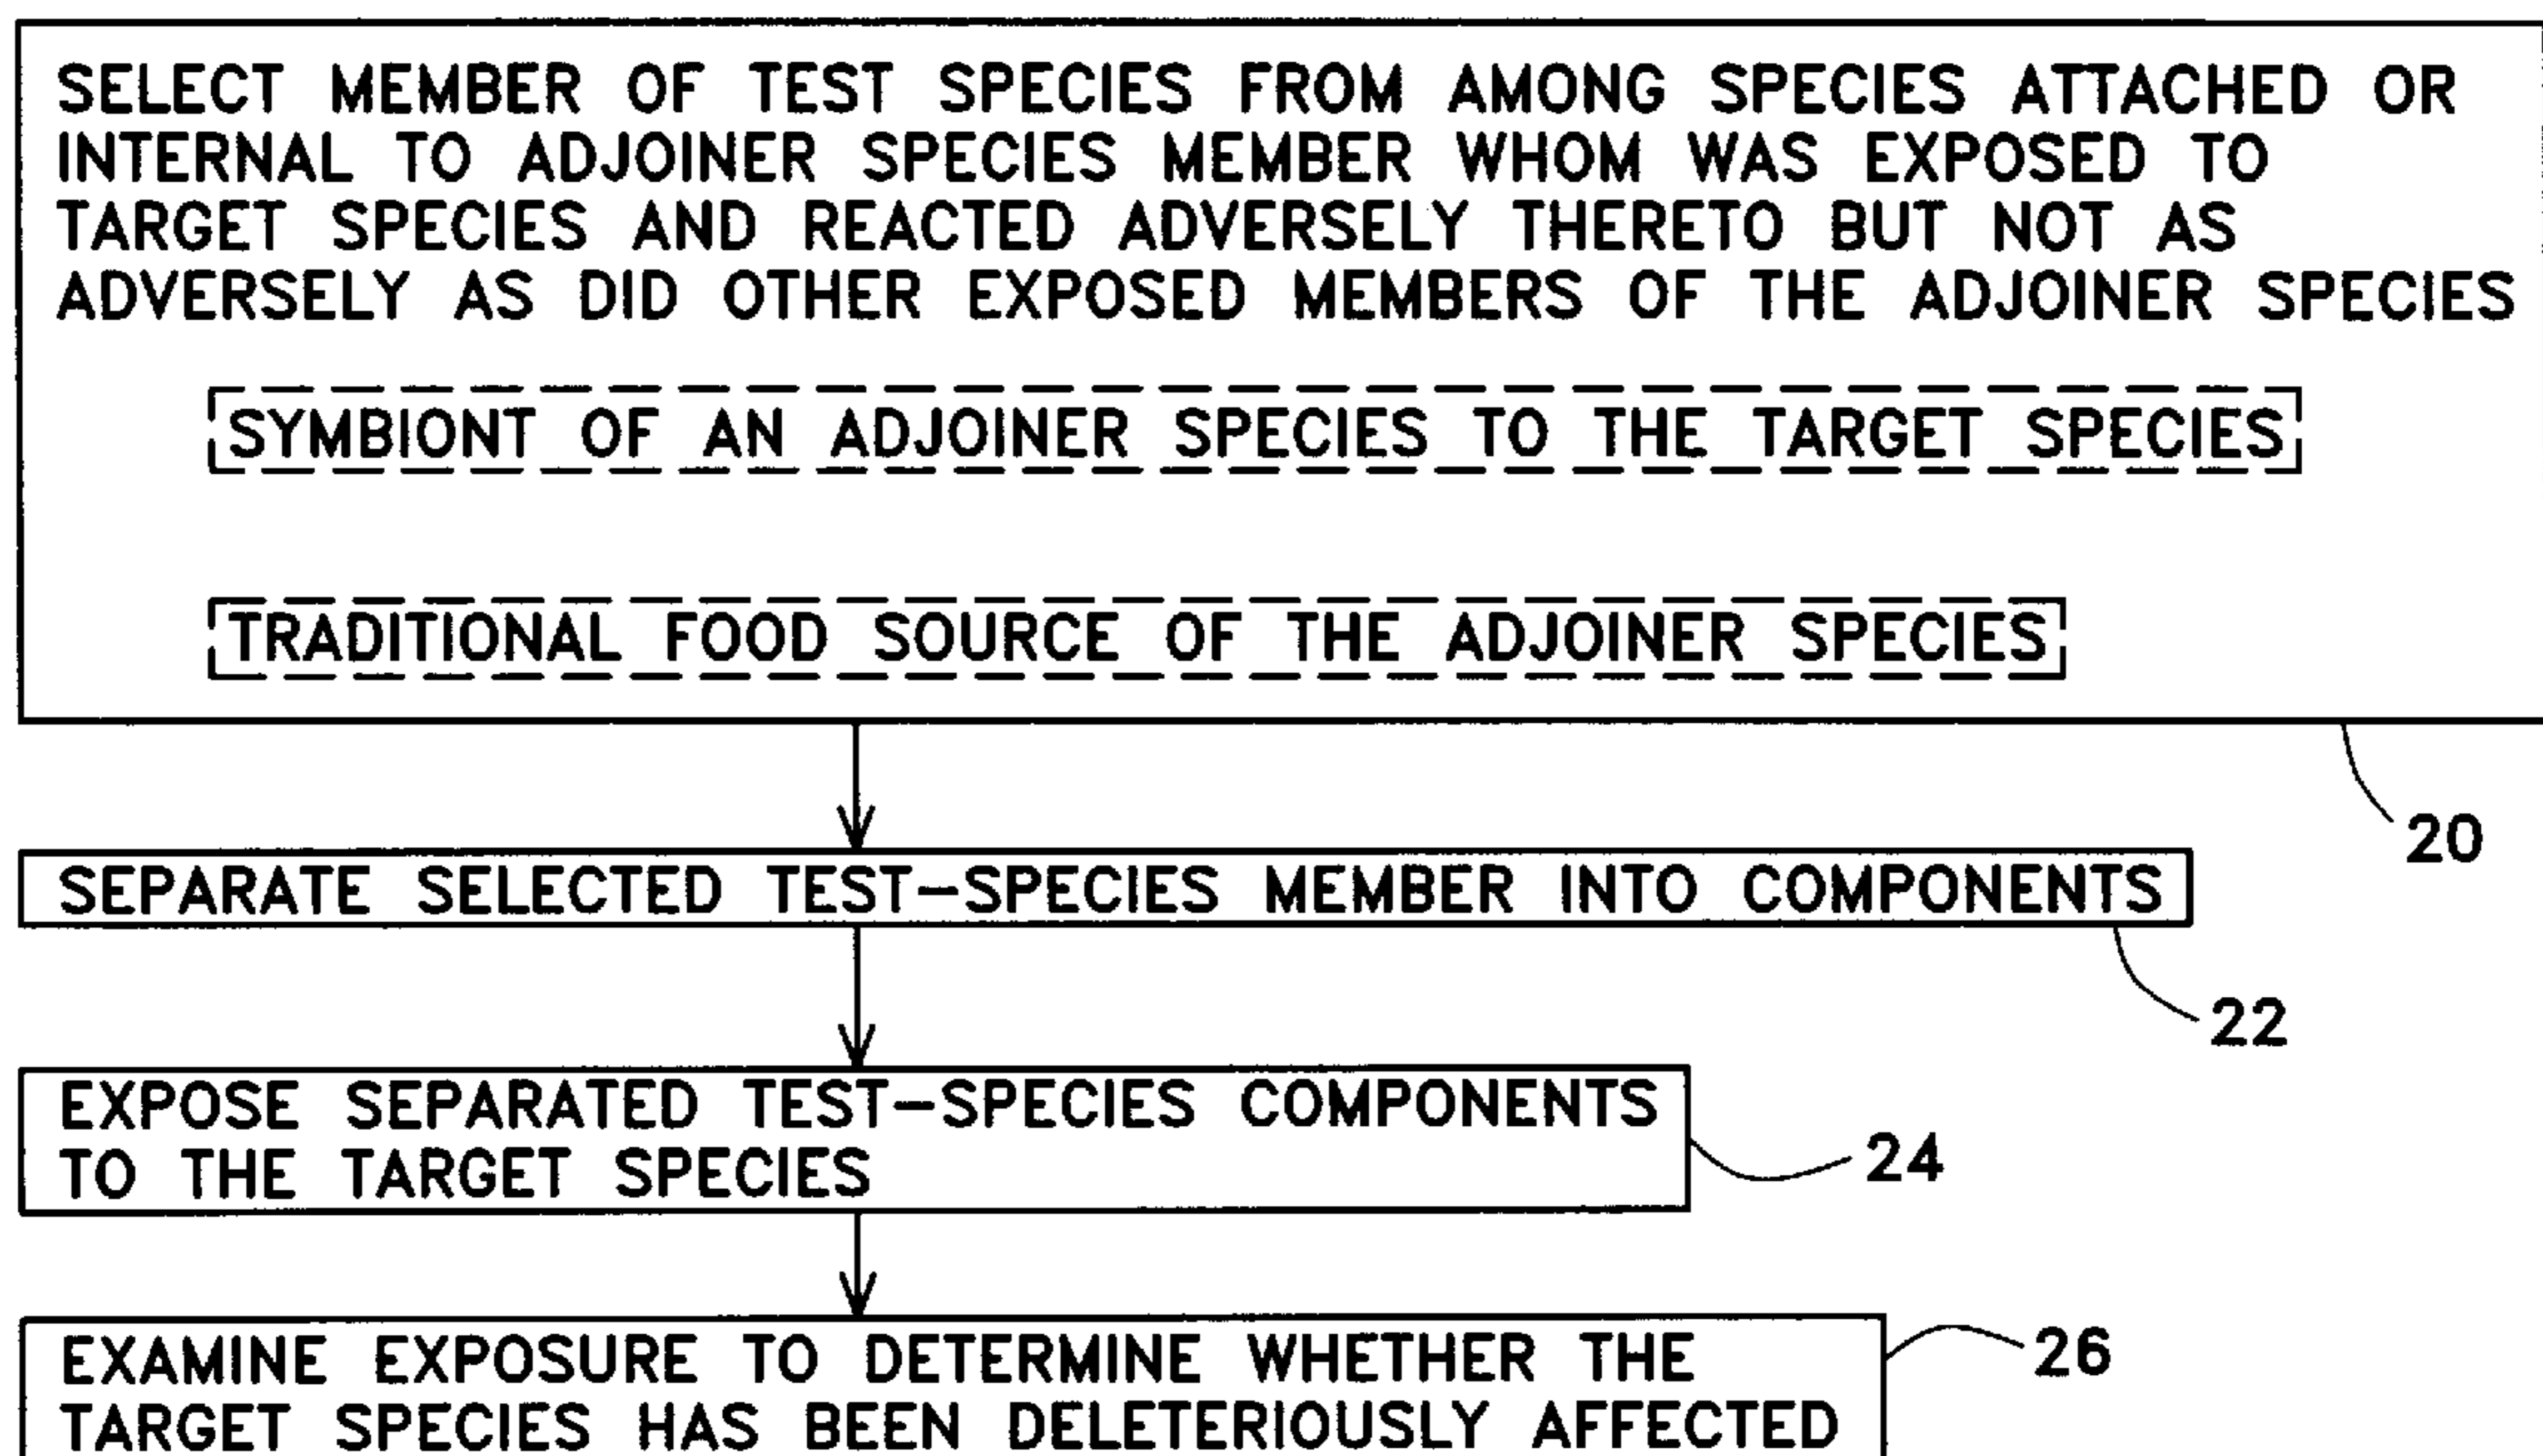 SELECT MEMBER OF TEST SPECIES FROM AMONG SPECIES ATTACHED OR
INTERNAL TO ADJOINER SPECIES MEMBER WHOM WAS EXPOSED TO
TARGET SPECIES AND REACTED ADVERSELY THERETO BUT NOT AS
ADVERSELY AS DID OTHER EXPOSED MEMBERS OF THE ADJOINER SPECIES
SYMBIONT OF AN ADJOINER SPECIES TO THE TARGET SPECIES
TRADITIONAL FOOD SOURCE OF THE ADJOINER SPECIES
20
SEPARATE SELECTED TEST-SPECIES MEMBER INTO COMPONENTS
22
EXPOSE SEPARATED TEST-SPECIES COMPONENTS
TO THE TARGET SPECIES
24
EXAMINE EXPOSURE TO DETERMINE WHETHER THE
TARGET SPECIES HAS BEEN DELETERIOUSLY AFFECTED
26